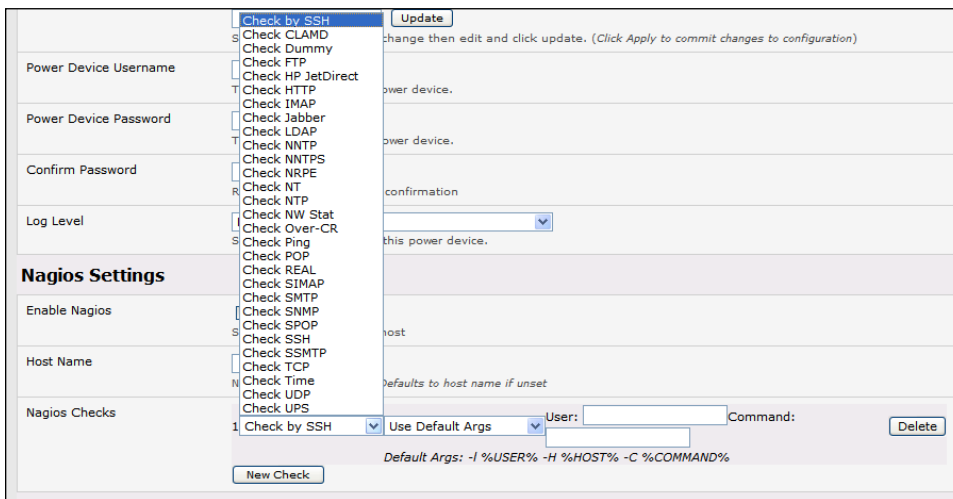 Check by SSH
Update
Check CLAMD
S hange then edit and click update. (Click Apply to commit changes to configuration)
Check Dummy
Check FTP
Power Device Username
Check HP JetDirect
Check HTTP
T ower device.
Check IMAP
Check Jabber
Power Device Password
Check LDAP
Check NNTP
T ower device.
Check NNTPS
Confirm Password
Check NRPE
Check NT
R confirmation
Check NTP
Check NW Stat
Log Level
Check Over-CR
Check Ping
S this power device.
Check POP
Check REAL
Nagios Settings
Check SIMAP
Check SMTP
Enable Nagios
Check SNMP
Check SPOP
S host
Check SSH
Check SSMTP
Host Name
Check TCP
Check Time
N Defaults to host name if unset
Check UDP
Check UPS
Nagios Checks
1 Check by SSH Use Default Args User: Command: Delete
Default Args: -l %USER% -H %HOST% -C %COMMAND%
New Check